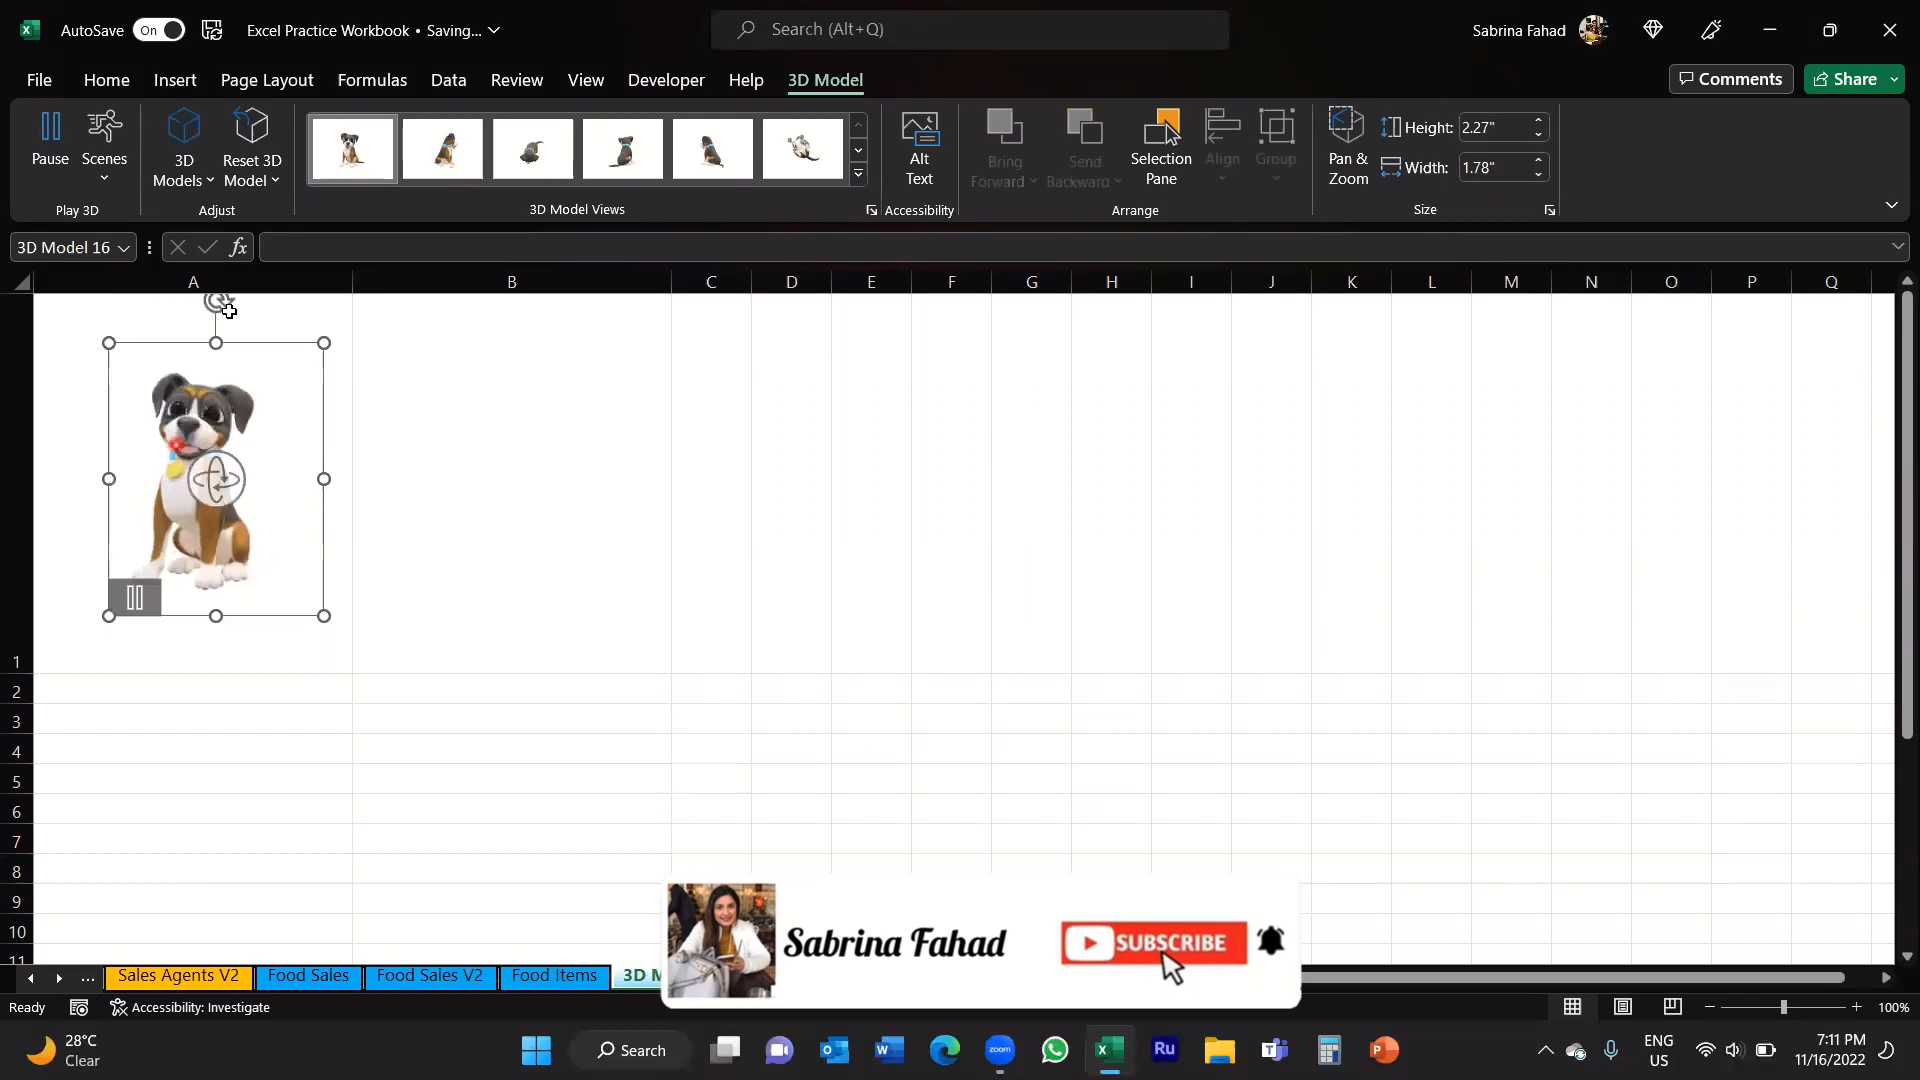 AutoSave On Excel Practice Workbook • Saving... Search (Alt+Q) Sabrina Fahad
File Home Insert Page Layout Formulas Data Review View Developer Help 3D Model Comments Share
Pause Scenes 3D Models Reset 3D Model Alt Text Bring Forward Send Backward Selection Pane Align Group Pan & Zoom Height: 2.27"
Width: 1.78"
Play 3D Adjust 3D Model Views Accessibility Arrange Size
3D Model 16 fx
A B C D E F G H I J K L M N O P Q
1
2
3
4
5
6
7
8
9
10
11
Sabrina Fahad SUBSCRIBE
... Sales Agents V2 Food Sales Food Sales V2 Food Items 3D M
Ready Accessibility: Investigate 100%
28°C
Clear
Search
Ru
zoom
ENG
US
7:11 PM
11/16/2022